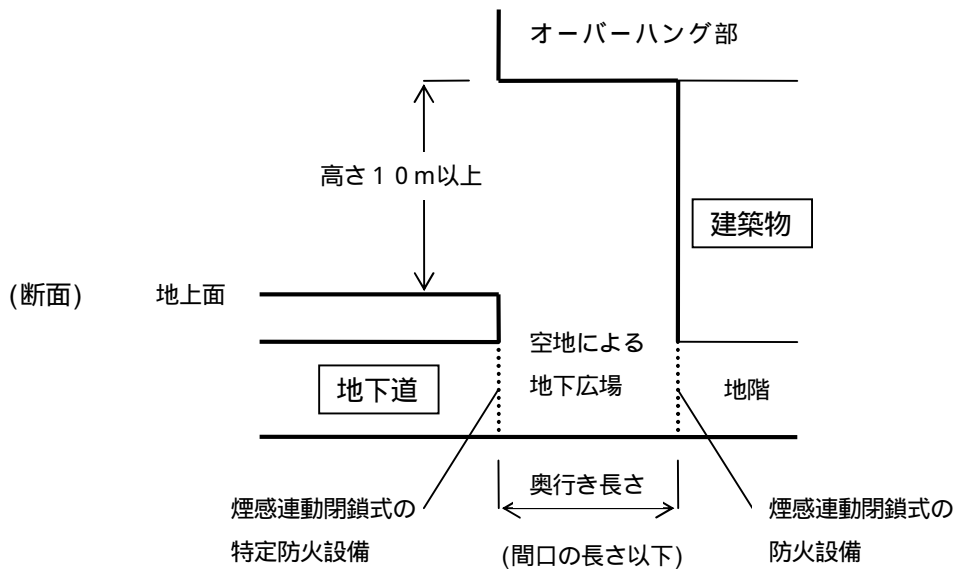 オーバーハング部
高さ１０ｍ以上
建築物
(断面)
地上面
空地による
地下広場
地下道
地階
奥行き長さ
(間口の長さ以下)
煙感連動閉鎖式の
特定防火設備
煙感連動閉鎖式の
防火設備